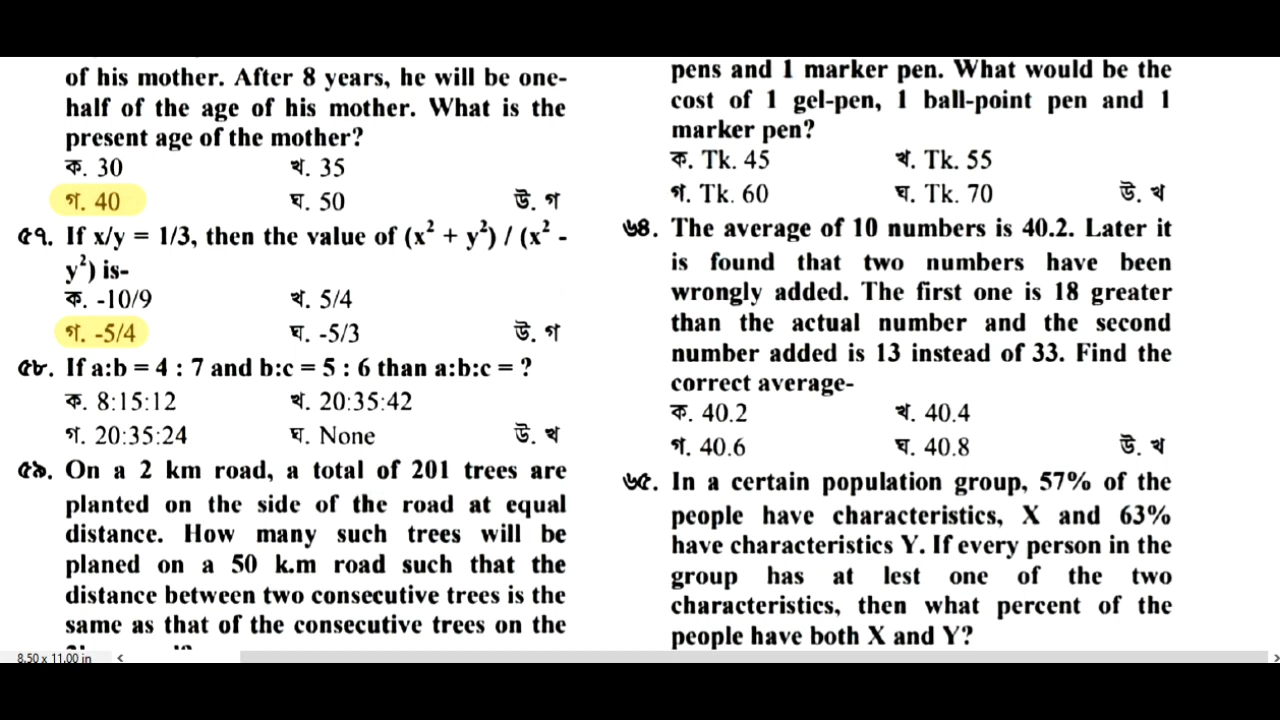 of his mother. After 8 years, he will be one-
half of the age of his mother. What is the
present age of the mother?
ক. 30 খ. 35
গ. 40 ঘ. 50 উ. গ
৫৭. If x/y = 1/3, then the value of (x² + y²) / (x² -
y²) is-
ক. -10/9 খ. 5/4
গ. -5/4 ঘ. -5/3 উ. গ
৫৮. If a:b = 4 : 7 and b:c = 5 : 6 than a:b:c = ?
ক. 8:15:12 খ. 20:35:42
গ. 20:35:24 ঘ. None উ. খ
৫৯. On a 2 km road, a total of 201 trees are
planted on the side of the road at equal
distance. How many such trees will be
planed on a 50 k.m road such that the
distance between two consecutive trees is the
same as that of the consecutive trees on the
pens and 1 marker pen. What would be the
cost of 1 gel-pen, 1 ball-point pen and 1
marker pen?
ক. Tk. 45 খ. Tk. 55
গ. Tk. 60 ঘ. Tk. 70 উ. খ
৬৪. The average of 10 numbers is 40.2. Later it
is found that two numbers have been
wrongly added. The first one is 18 greater
than the actual number and the second
number added is 13 instead of 33. Find the
correct average-
ক. 40.2 খ. 40.4
গ. 40.6 ঘ. 40.8 উ. খ
৬৫. In a certain population group, 57% of the
people have characteristics, X and 63%
have characteristics Y. If every person in the
group has at lest one of the two
characteristics, then what percent of the
people have both X and Y?
8.50 x 11.00 in